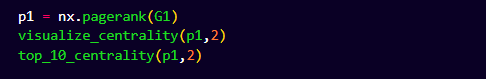 p1 = nx.pagerank(G1)
visualize_centrality(p1,2)
top_10_centrality(p1,2)